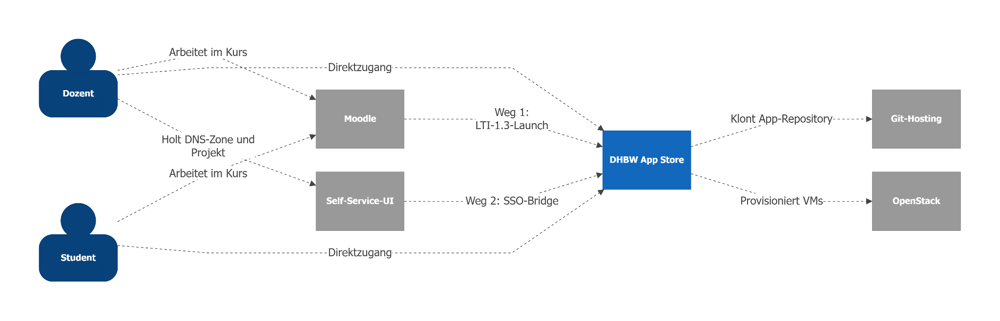 Arbeitet im Kurs
Direktzugang
Dozent
Moodle
Weg 1:
LTI-1.3-Launch
Klont App-Repository
Git-Hosting
Holt DNS-Zone und
Projekt
DHBW App Store
Arbeitet im Kurs
Self-Service-UI
Weg 2: SSO-Bridge
Provisioniert VMs
OpenStack
Direktzugang
Student